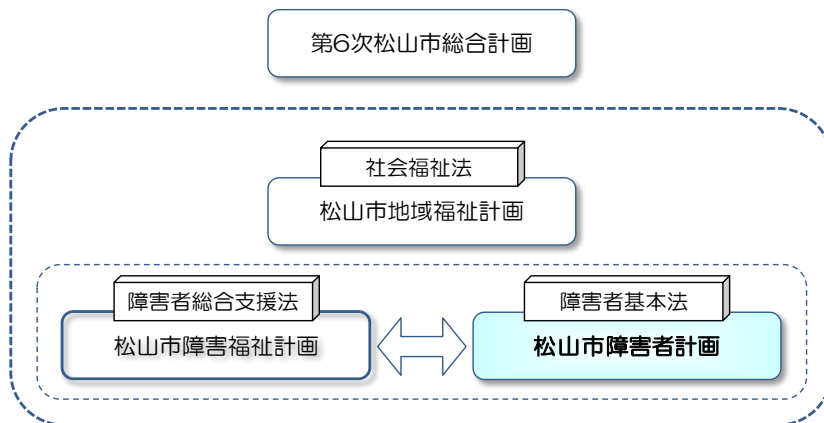 第6次松山市総合計画
社会福祉法
松山市地域福祉計画
障害者総合支援法
松山市障害福祉計画
障害者基本法
松山市障害者計画